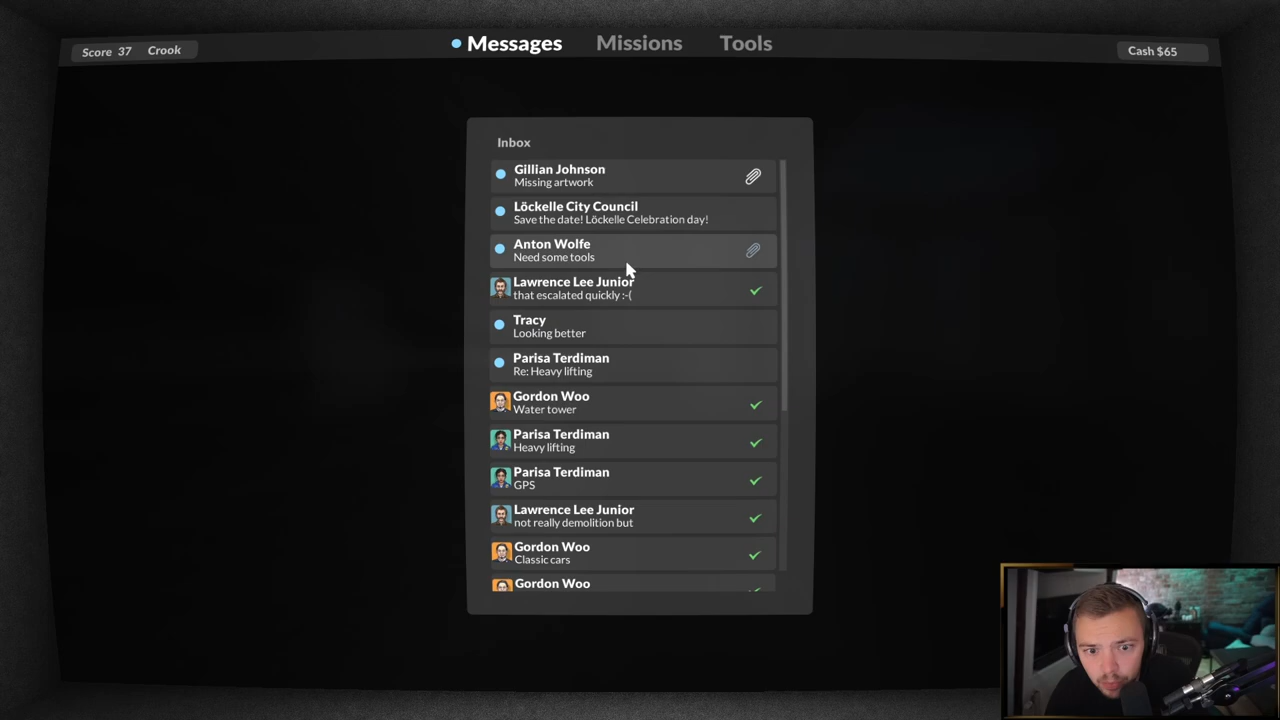 Score 37 Crook
Messages Missions Tools
Cash $65
Inbox
Gillian Johnson
Missing artwork
Löckelle City Council
Save the date! Löckelle Celebration day!
Anton Wolfe
Need some tools
Lawrence Lee Junior
that escalated quickly :-(
Tracy
Looking better
Parisa Terdiman
Re: Heavy lifting
Gordon Woo
Water tower
Parisa Terdiman
Heavy lifting
Parisa Terdiman
GPS
Lawrence Lee Junior
not really demolition but
Gordon Woo
Classic cars
Gordon Woo